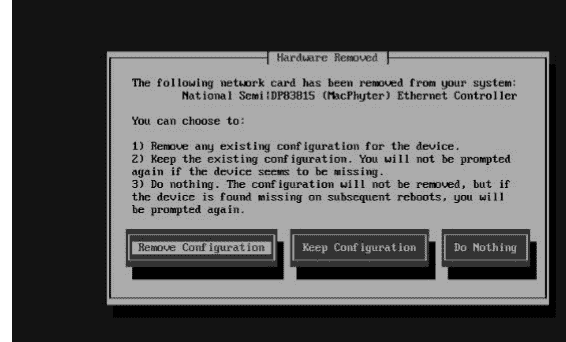 Hardware Removed
The following network card has been removed from your system:
National Semi|DP83815 (MacPhyter) Ethernet Controller
You can choose to:
1) Remove any existing configuration for the device.
2) Keep the existing configuration. You will not be prompted
again if the device seems to be missing.
3) Do nothing. The configuration will not be removed, but if
the device is found missing on subsequent reboots, you will
be prompted again.
Remove Configuration Keep Configuration Do Nothing